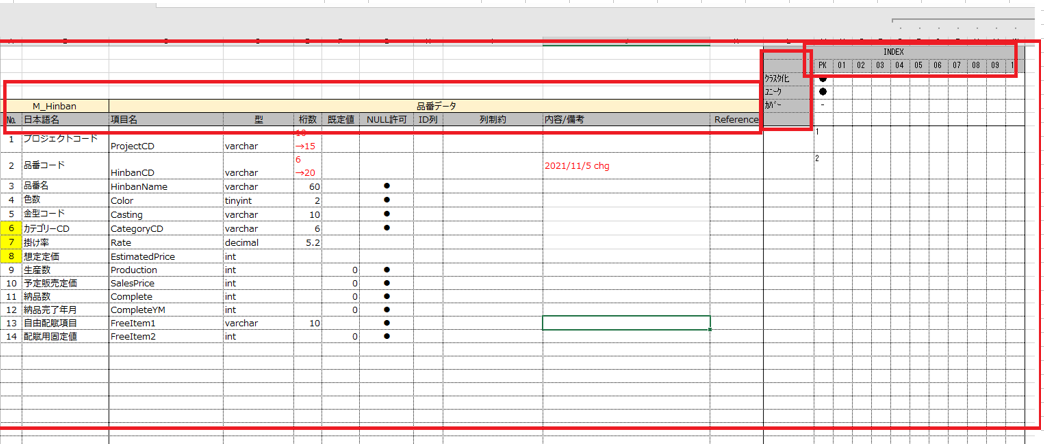 INDEX
PK 01 02 03 04 05 06 07 08 09 1
ｸﾗｽﾀ化 ●
ﾕﾆｰｸ ●
M_Hinban 品番データ ｶﾊﾞｰ -
No. 日本語名 項目名 型 桁数 既定値 NULL許可 ID列 列制約 内容/備考 Reference
1 プロジェクトコード ProjectCD varchar →15 1
2 品番コード HinbanCD varchar 6 →20 2021/11/5 chg 2
3 品番名 HinbanName varchar 60 ●
4 色数 Color tinyint 2 ●
5 金型コード Casting varchar 10 ●
6 カテゴリーCD CategoryCD varchar 6 ●
7 掛け率 Rate decimal 5.2
8 想定定価 EstimatedPrice int
9 生産数 Production int 0 ●
10 予定販売定価 SalesPrice int 0 ●
11 納品数 Complete int 0 ●
12 納品完了年月 CompleteYM int 0 ●
13 自由配賦項目 FreeItem1 varchar 10 ●
14 配賦用固定値 FreeItem2 int 0 ●